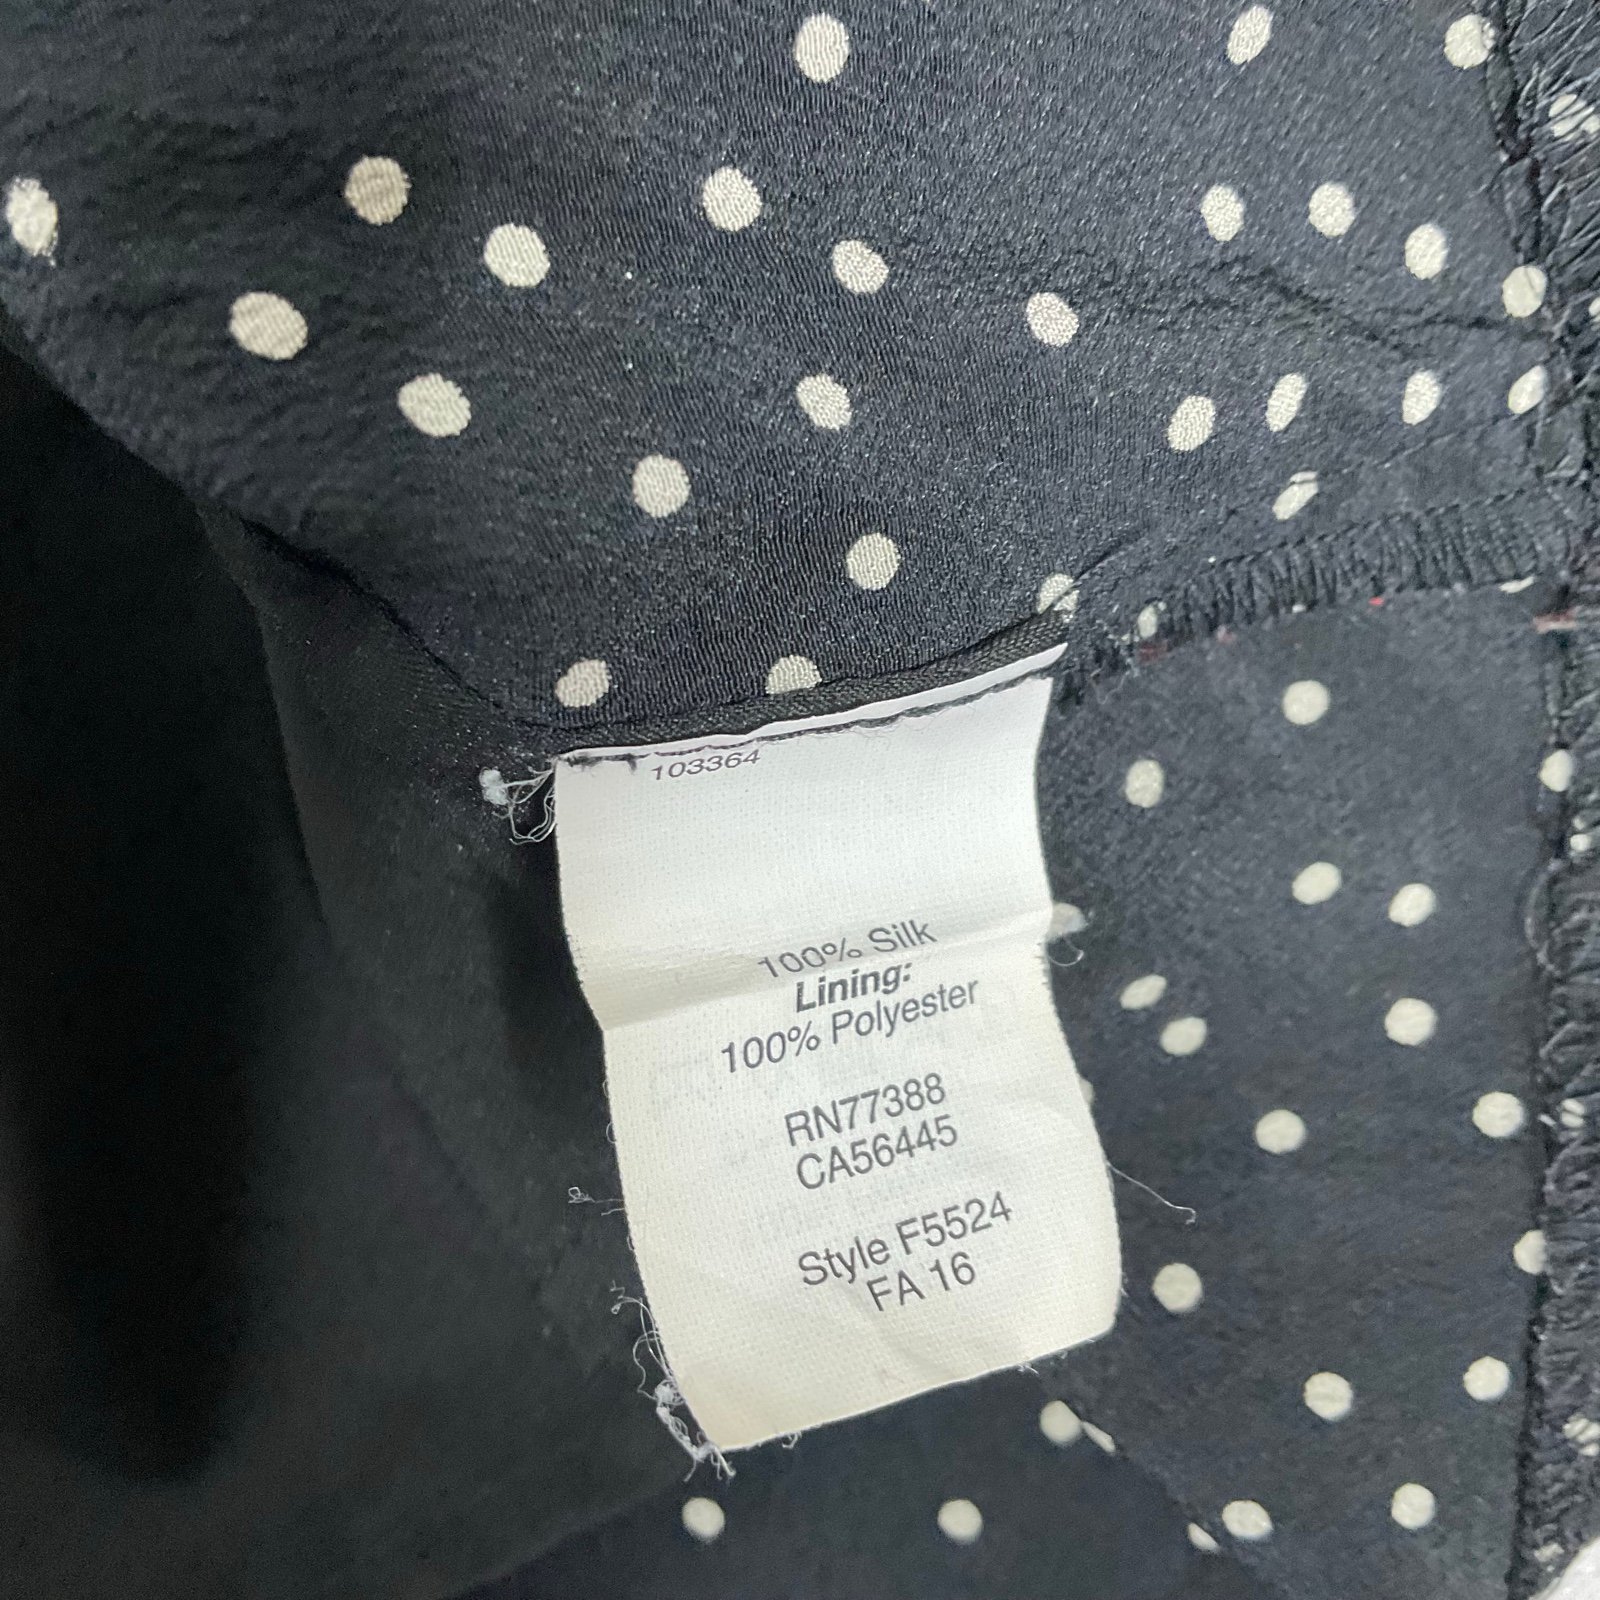 103364
100% Silk
Lining:
100% Polyester
RN77388
CA56445
Style F5524
FA 16